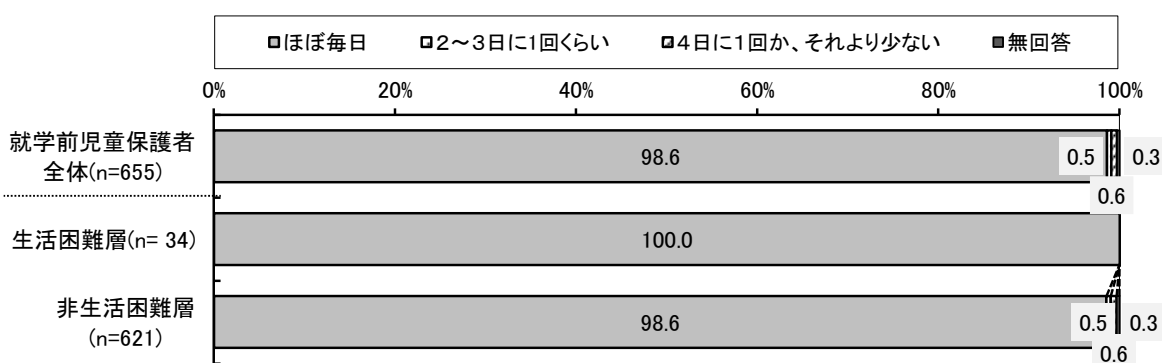 ほぼ毎日 2～3日に1回くらい 4日に1回か、それより少ない 無回答
0% 20% 40% 60% 80% 100%
就学前児童保護者
全体(n=655)
98.6 0.5 0.3
0.6
生活困難層(n= 34)
100.0
非生活困難層
(n=621)
98.6 0.5 0.3
0.6